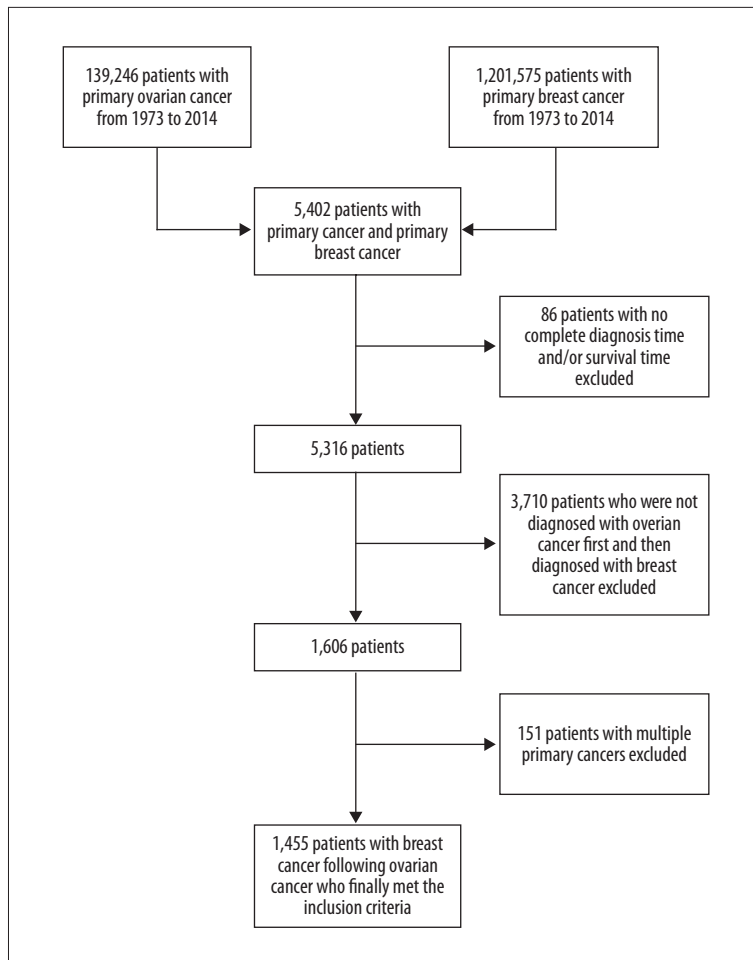 139,246 patients with
primary ovarian cancer
from 1973 to 2014
1,201,575 patients with
primary breast cancer
from 1973 to 2014
5,402 patients with
primary cancer and primary
breast cancer
86 patients with no
complete diagnosis time
and/or survival time
excluded
5,316 patients
3,710 patients who were not
diagnosed with overian
cancer first and then
diagnosed with breast
cancer excluded
1,606 patients
151 patients with multiple
primary cancers excluded
1,455 patients with breast
cancer following ovarian
cancer who finally met the
inclusion criteria